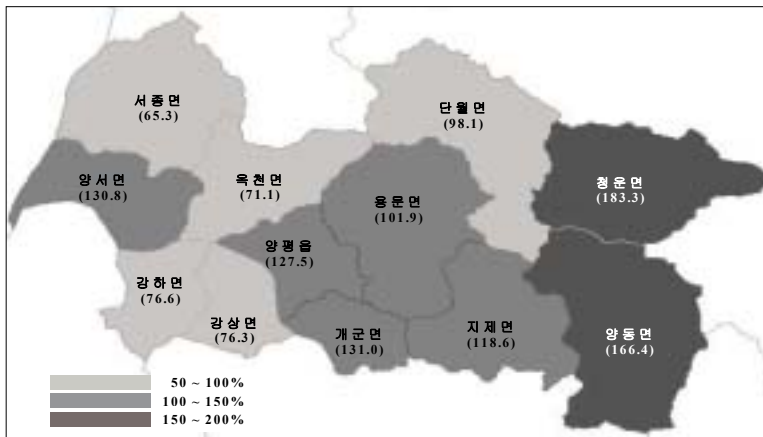 서종면
(65.3)
단월면
(98.1)
양서면
(130.8)
옥천면
(71.1)
용문면
(101.9)
청운면
(183.3)
양평읍
(127.5)
강하면
(76.6)
강상면
(76.3)
개군면
(131.0)
지제면
(118.6)
양동면
(166.4)
50 ~ 100%
100 ~ 150%
150 ~ 200%